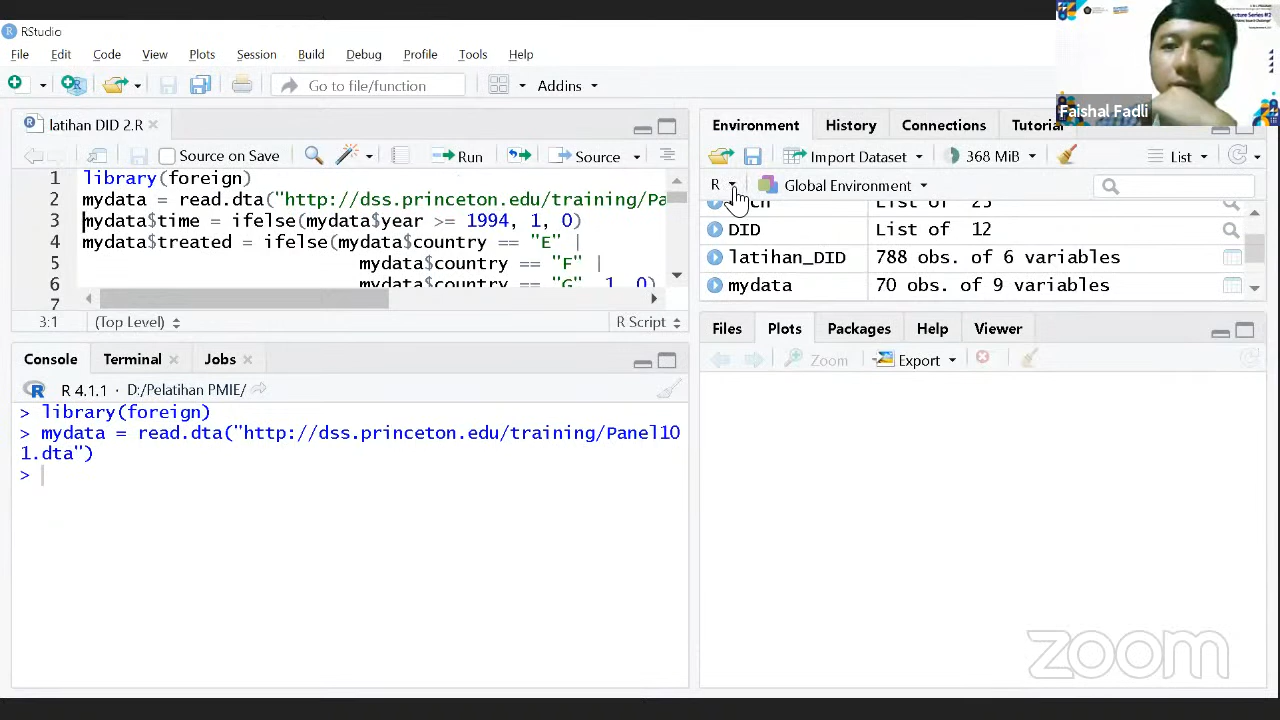 RStudio
File Edit Code View Plots Session Build Debug Profile Tools Help
Go to file/function Addins
Faishal Fadli
latihan DID 2.R
Source on Save Run Source
1 library(foreign)
2 mydata = read.dta("http://dss.princeton.edu/training/Pa
3 mydata$time = ifelse(mydata$year >= 1994, 1, 0)
4 mydata$treated = ifelse(mydata$country == "E" |
5 mydata$country == "F" |
6 mydata$country == "G", 1, 0)
7
3:1 (Top Level) R Script
Environment History Connections Tutorial
Import Dataset 368 MiB List
R Global Environment
List of 23
DID List of 12
latihan_DID 788 obs. of 6 variables
mydata 70 obs. of 9 variables
Files Plots Packages Help Viewer
Zoom Export
Console Terminal Jobs
R 4.1.1 · D:/Pelatihan PMIE/
> library(foreign)
> mydata = read.dta("http://dss.princeton.edu/training/Panel10
1.dta")
>
zoom